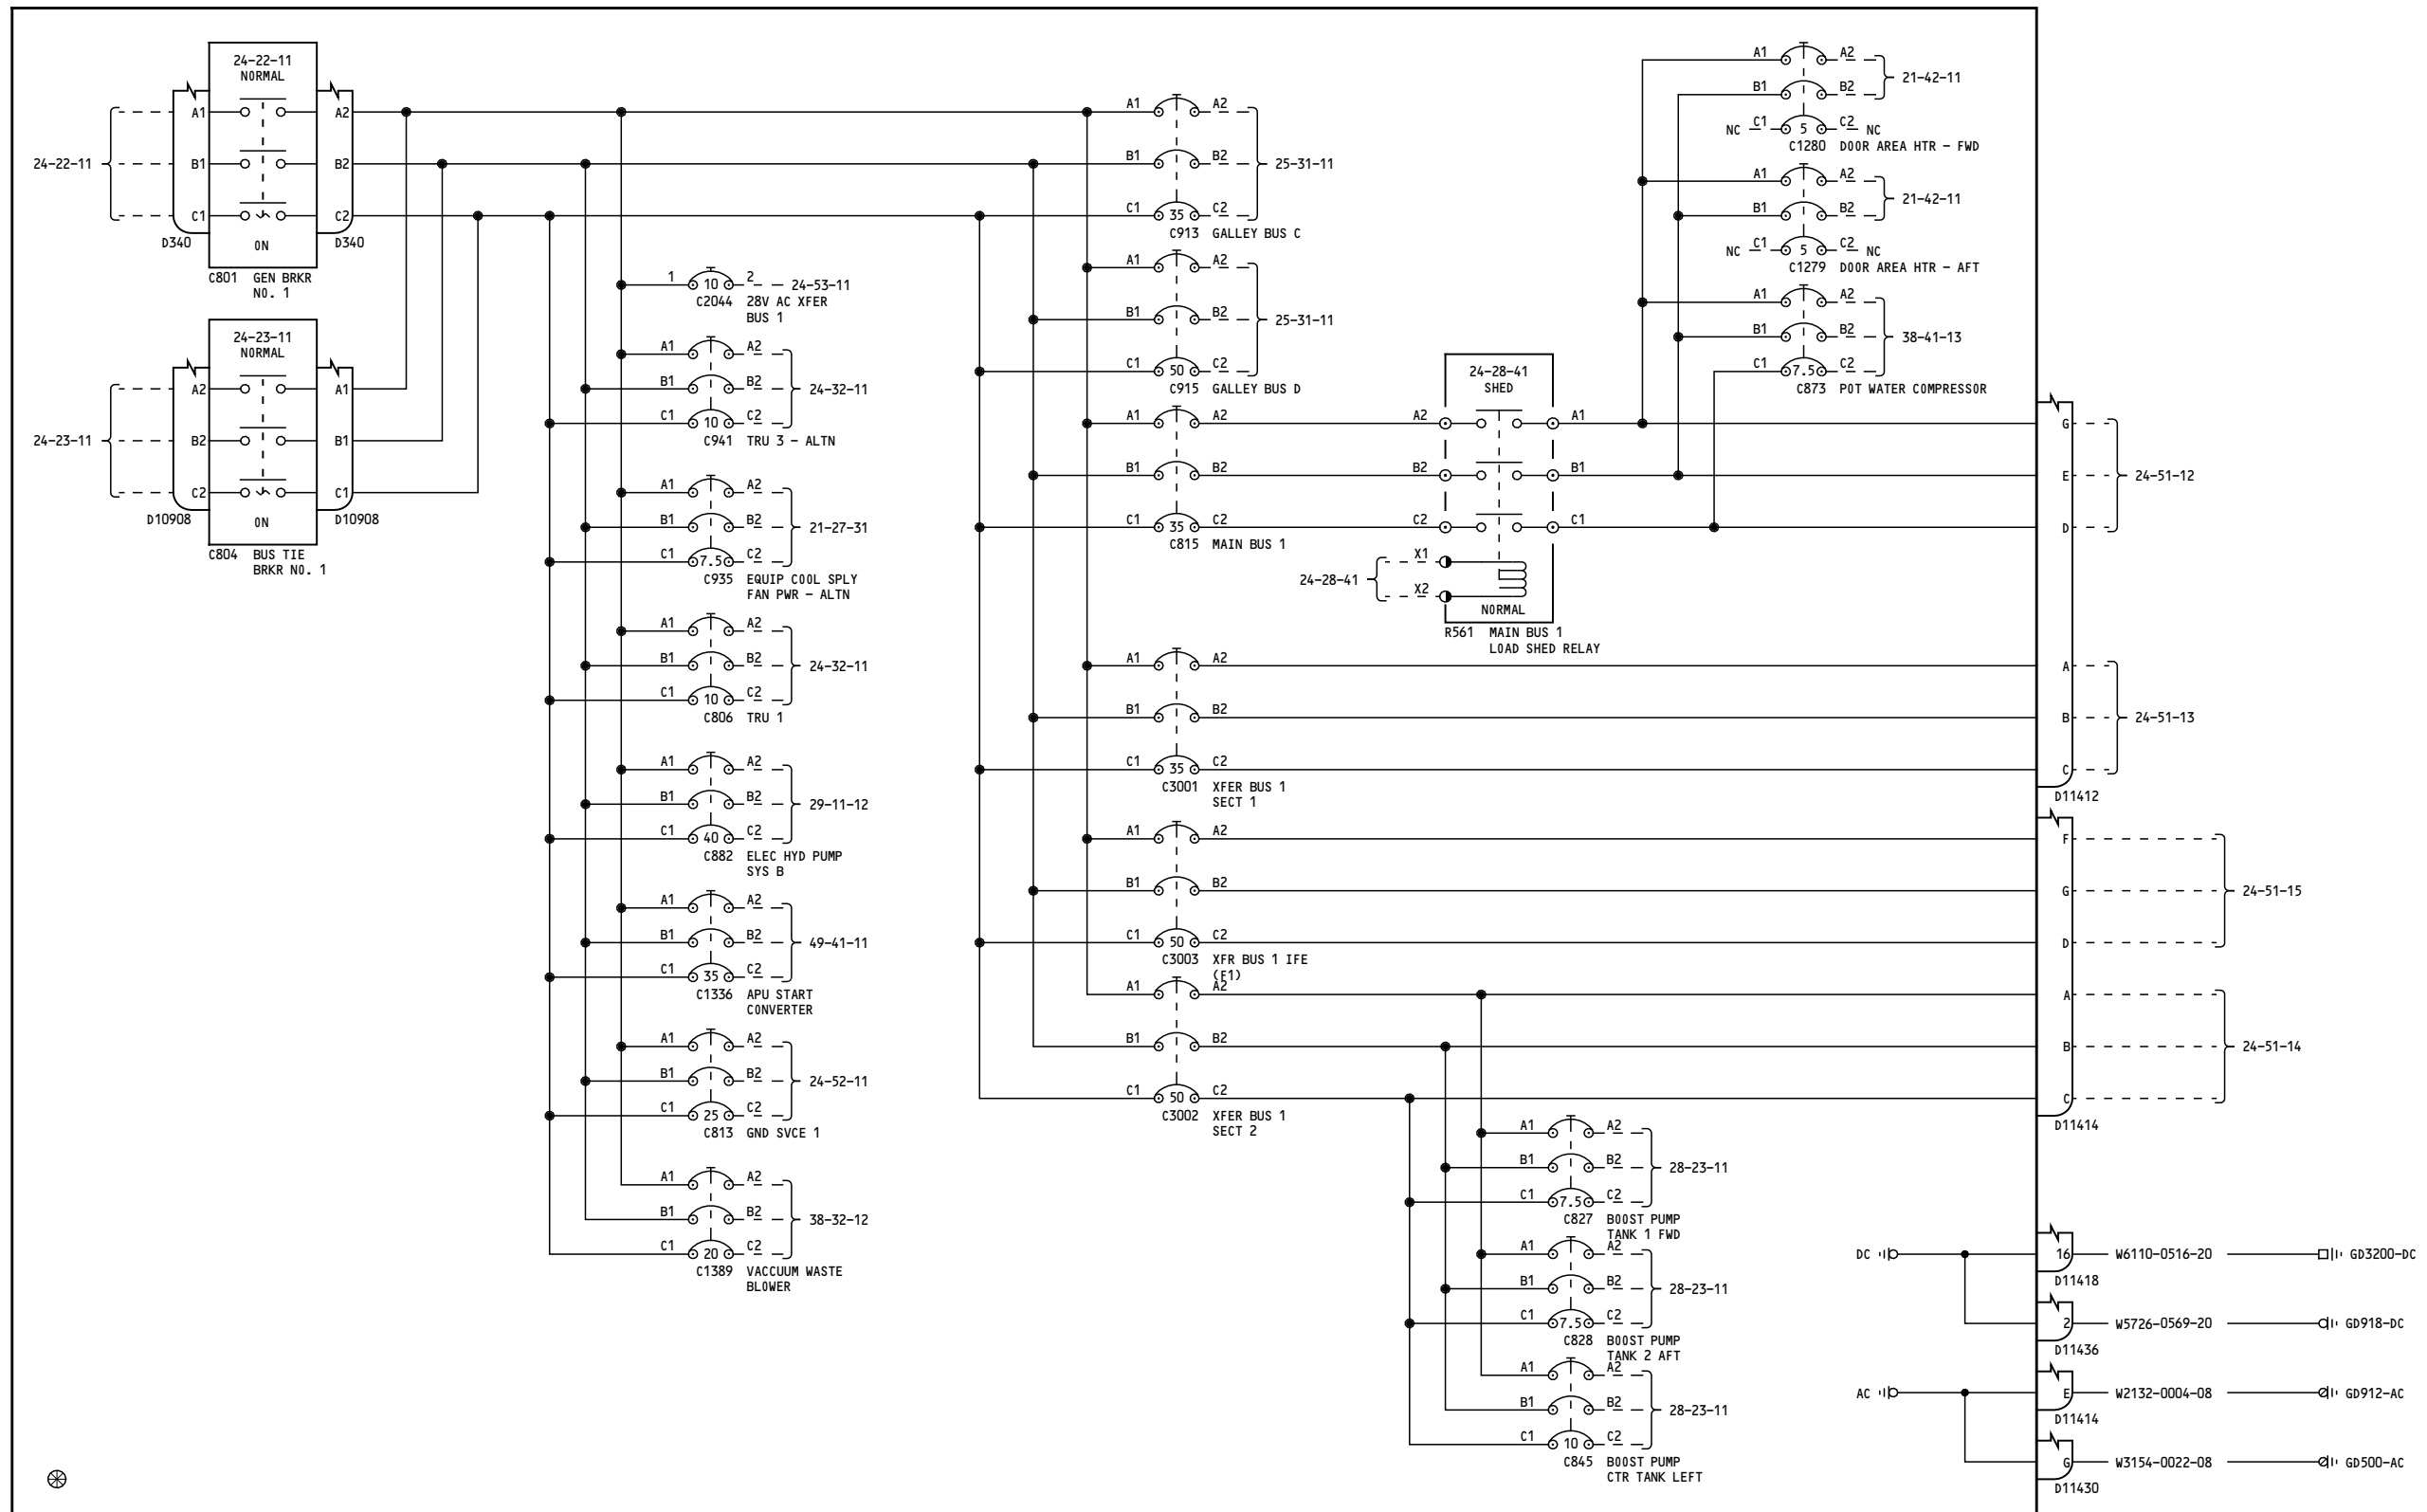 24-22-11
NORMAL
A1 A2
24-22-11 B1 B2
C1 C2
D340 ON D340
C801 GEN BRKR
NO. 1
24-23-11
NORMAL
A2 A1
24-23-11 B2 B1
C2 C1
D10908 ON D10908
C804 BUS TIE
BRKR NO. 1
1 10 2 24-53-11
C2044 28V AC XFER
BUS 1
A1 A2
B1 B2 24-32-11
C1 10 C2
C941 TRU 3 - ALTN
A1 A2
B1 B2 21-27-31
C1 7.5 C2
C935 EQUIP COOL SPLY
FAN PWR - ALTN
A1 A2
B1 B2 24-32-11
C1 10 C2
C806 TRU 1
A1 A2
B1 B2 29-11-12
C1 40 C2
C882 ELEC HYD PUMP
SYS B
A1 A2
B1 B2 49-41-11
C1 35 C2
C1336 APU START
CONVERTER
A1 A2
B1 B2 24-52-11
C1 25 C2
C813 GND SVCE 1
A1 A2
B1 B2 38-32-12
C1 20 C2
C1389 VACCUUM WASTE
BLOWER
A1 A2
B1 B2 25-31-11
C1 35 C2
C913 GALLEY BUS C
A1 A2
B1 B2 25-31-11
C1 50 C2
C915 GALLEY BUS D
A1 A2
B1 B2
C1 35 C2
C815 MAIN BUS 1
24-28-41
SHED
A2 A1
B2 B1
C2 C1
X1
24-28-41
X2
NORMAL
R561 MAIN BUS 1
LOAD SHED RELAY
A1 A2
B1 B2
C1 35 C2
C3001 XFER BUS 1
SECT 1
A1 A2
B1 B2
C1 50 C2
C3003 XFR BUS 1 IFE
(F1)
A1 A2
B1 B2
C1 50 C2
C3002 XFER BUS 1
SECT 2
A1 A2
B1 B2 28-23-11
C1 7.5 C2
C827 BOOST PUMP
TANK 1 FWD
A1 A2
B1 B2 28-23-11
C1 7.5 C2
C828 BOOST PUMP
TANK 2 AFT
A1 A2
B1 B2 28-23-11
C1 10 C2
C845 BOOST PUMP
CTR TANK LEFT
A1 A2
B1 B2 21-42-11
NC C1 5 C2 NC
C1280 DOOR AREA HTR - FWD
A1 A2
B1 B2 21-42-11
NC C1 5 C2 NC
C1279 DOOR AREA HTR - AFT
A1 A2
B1 B2 38-41-13
C1 7.5 C2
C873 POT WATER COMPRESSOR
G
E 24-51-12
D
A
B 24-51-13
C
D11412
F
G 24-51-15
D
A
B 24-51-14
C
D11414
DC 16 W6110-0516-20 GD3200-DC
D11418
2 W5726-0569-20 GD918-DC
D11436
AC E W2132-0004-08 GD912-AC
D11414
G W3154-0022-08 GD500-AC
D11430